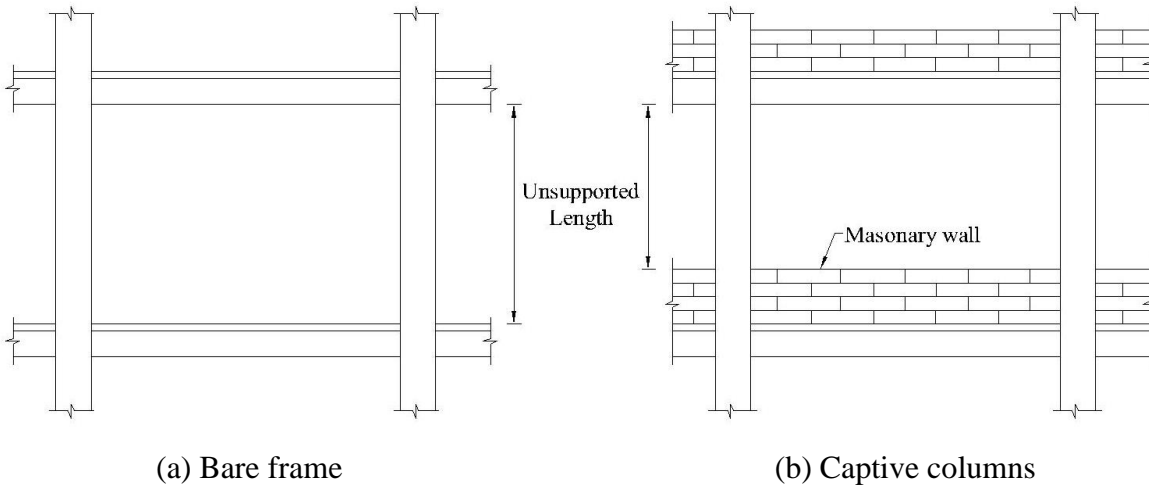 Unsupported
Length
Masonary wall
(a) Bare frame
(b) Captive columns